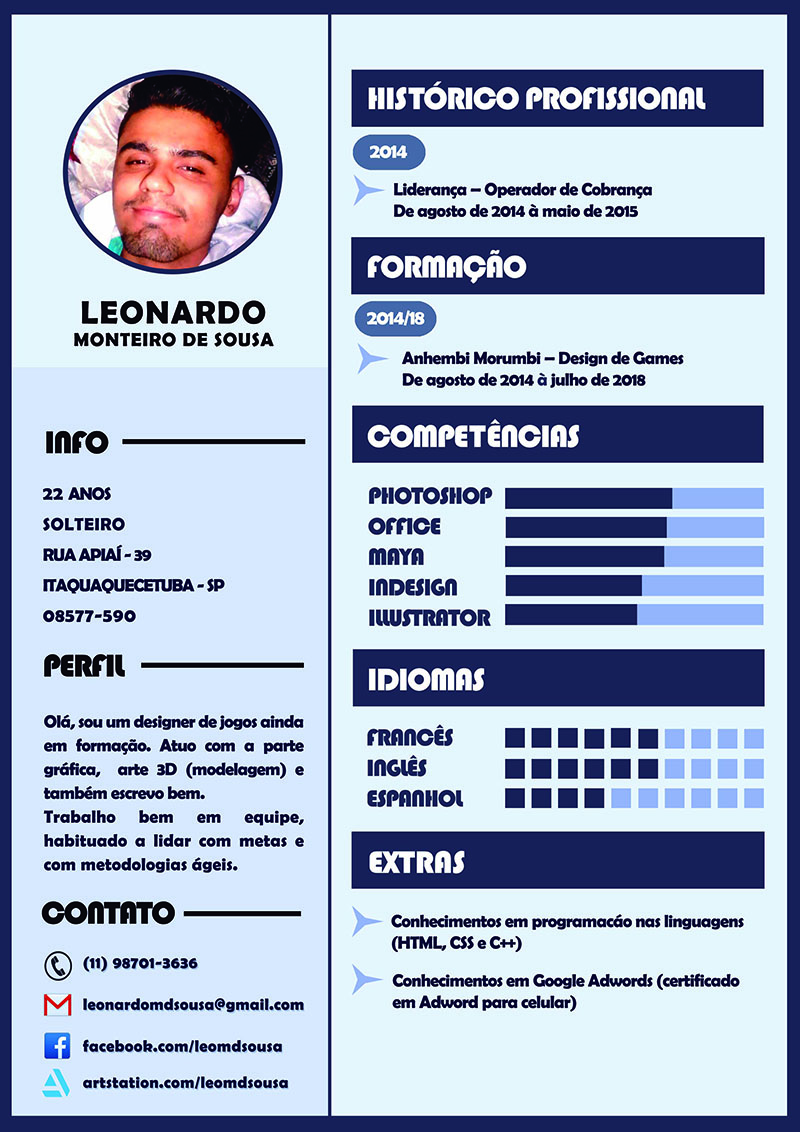 LEONARDO
MONTEIRO DE SOUSA
INFO
22 ANOS
SOLTEIRO
RUA APIAÍ - 39
ITAQUAQUECETUBA - SP
08577-590
PERFIL
Olá, sou um designer de jogos ainda
em formação. Atuo com a parte
gráfica, arte 3D (modelagem) e
também escrevo bem.
Trabalho bem em equipe,
habituado a lidar com metas e
com metodologias ágeis.
CONTATO
(11) 98701-3636
leonardomdsousa@gmail.com
facebook.com/leomdsousa
artstation.com/leomdsousa
HISTÓRICO PROFISSIONAL
2014
Liderança – Operador de Cobrança
De agosto de 2014 à maio de 2015
FORMAÇÃO
2014/18
Anhembi Morumbi – Design de Games
De agosto de 2014 à julho de 2018
COMPETÊNCIAS
PHOTOSHOP
OFFICE
MAYA
INDESIGN
ILLUSTRATOR
IDIOMAS
FRANCÊS
INGLÊS
ESPANHOL
EXTRAS
Conhecimentos em programacáo nas linguagens
(HTML, CSS e C++)
Conhecimentos em Google Adwords (certificado
em Adword para celular)